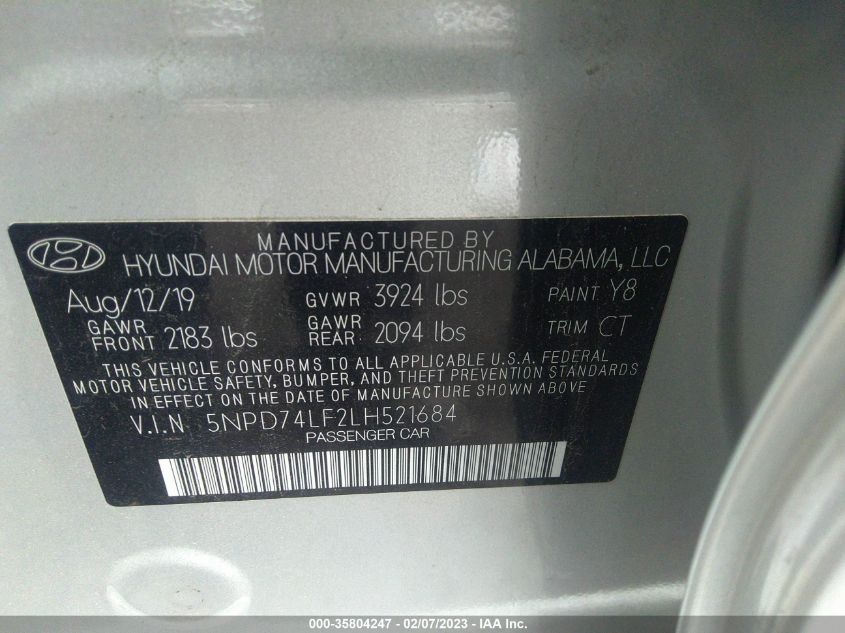 MANUFACTURED BY
HYUNDAI MOTOR MANUFACTURING ALABAMA, LLC
Aug/12/19 GVWR 3924 lbs PAINT Y8
GAWR FRONT 2183 lbs GAWR REAR 2094 lbs TRIM CT
THIS VEHICLE CONFORMS TO ALL APPLICABLE U.S.A. FEDERAL
MOTOR VEHICLE SAFETY, BUMPER, AND THEFT PREVENTION STANDARDS
IN EFFECT ON THE DATE OF MANUFACTURE SHOWN ABOVE
V.I.N 5NPD74LF2LH521684
PASSENGER CAR
000-35804247 - 02/07/2023 - IAA Inc.